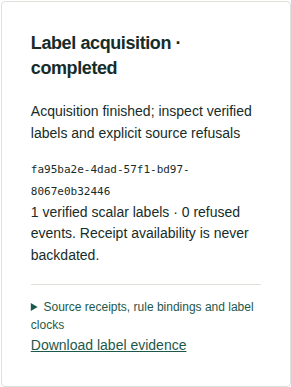 Label acquisition ·
completed
Acquisition finished; inspect verified
labels and explicit source refusals
fa95ba2e-4dad-57f1-bd97-
8067e0b32446
1 verified scalar labels · 0 refused
events. Receipt availability is never
backdated.
▶ Source receipts, rule bindings and label
clocks
Download label evidence